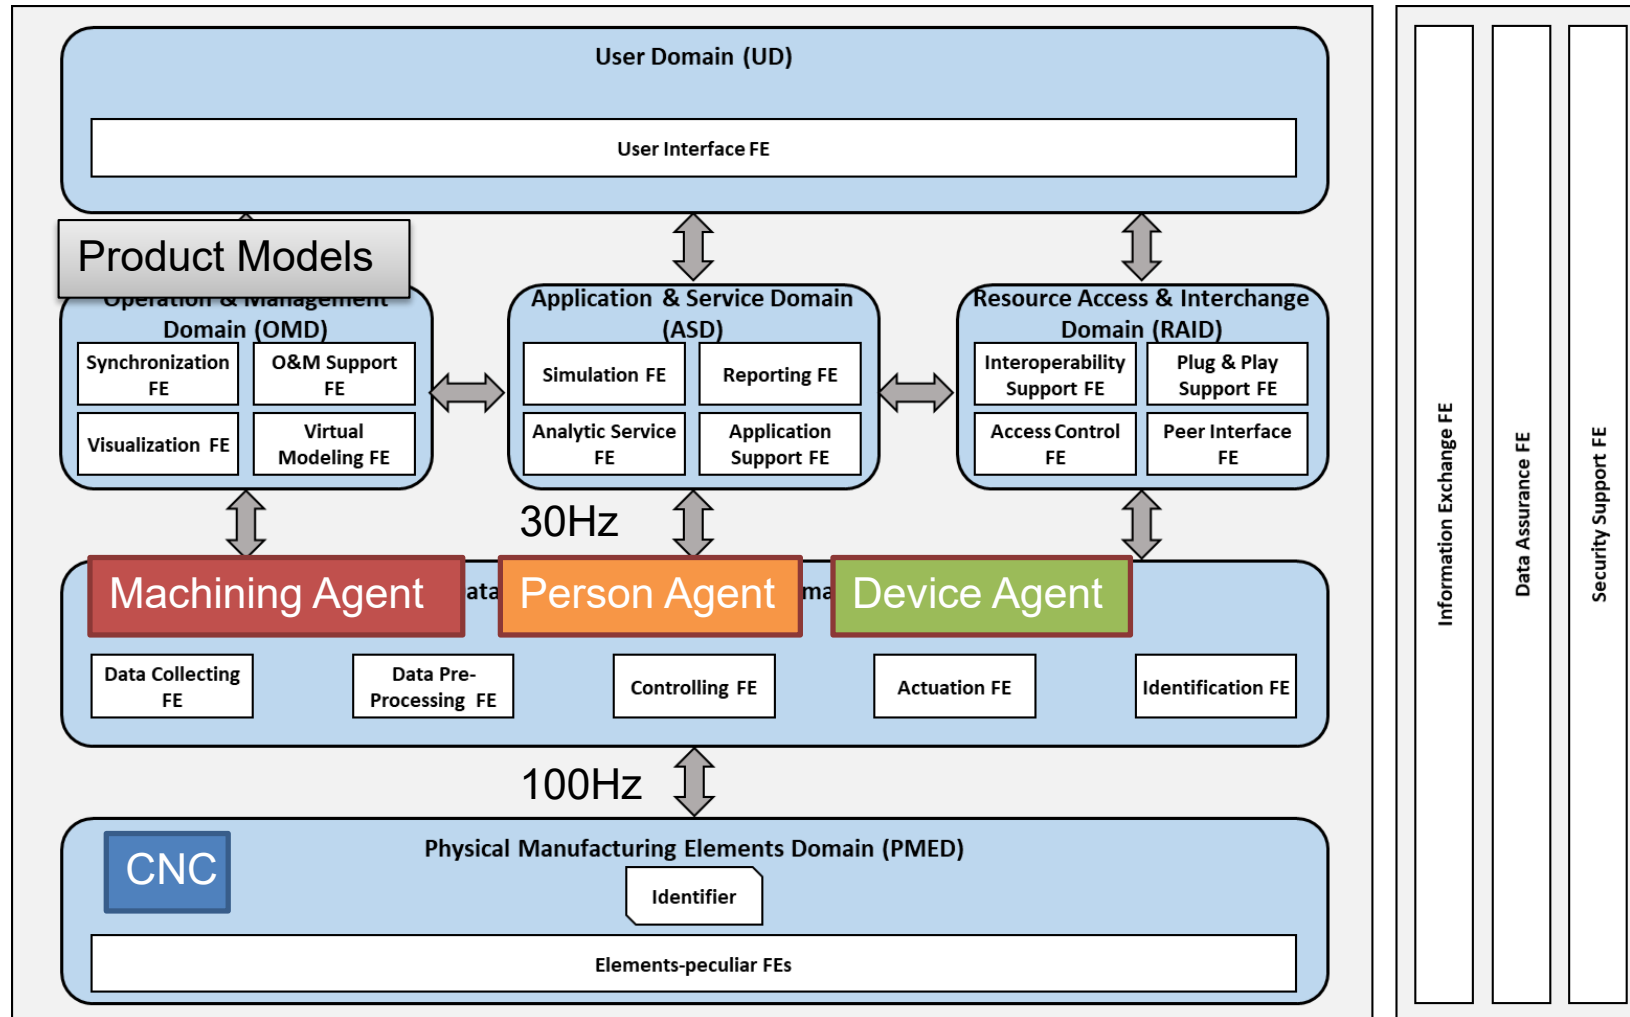 User Domain (UD)
User Interface FE
Product Models
Operation & Management
Domain (OMD)
Synchronization
FE
O&M Support
FE
Visualization FE
Virtual
Modeling FE
Application & Service Domain
(ASD)
Simulation FE
Reporting FE
Analytic Service
FE
Application
Support FE
Resource Access & Interchange
Domain (RAID)
Interoperability
Support FE
Plug & Play
Support FE
Access Control
FE
Peer Interface
FE
30Hz
Machining Agent
Person Agent
Device Agent
Data Collecting
FE
Data Pre-
Processing FE
Controlling FE
Actuation FE
Identification FE
100Hz
CNC
Physical Manufacturing Elements Domain (PMED)
Identifier
Elements-peculiar FEs
Information Exchange FE
Data Assurance FE
Security Support FE